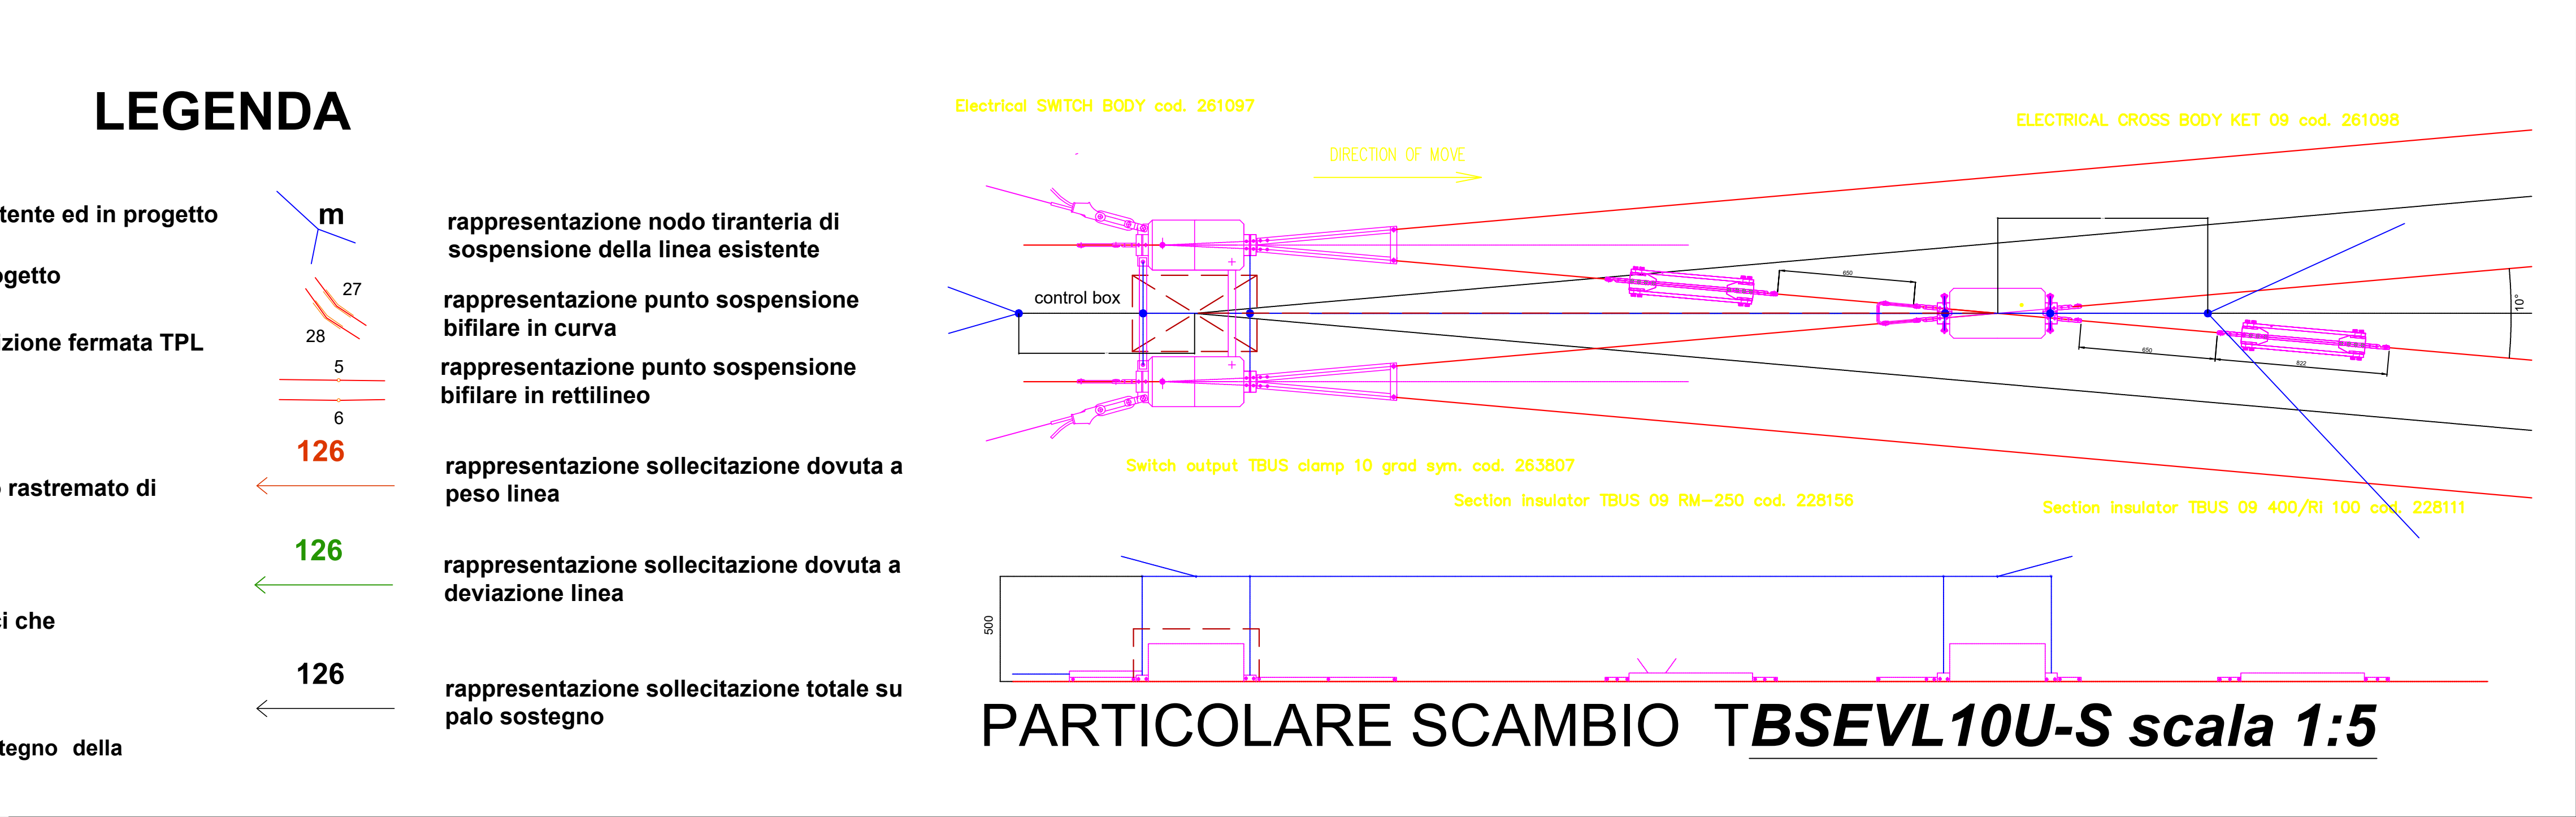 LEGENDA
tente ed in progetto
ogetto
izione fermata TPL
o rastremato di
ci che
tegno della
m
rappresentazione nodo tiranteria di
sospensione della linea esistente
27
28
rappresentazione punto sospensione
bifilare in curva
5
6
rappresentazione punto sospensione
bifilare in rettilineo
126
rappresentazione sollecitazione dovuta a
peso linea
126
rappresentazione sollecitazione dovuta a
deviazione linea
126
rappresentazione sollecitazione totale su
palo sostegno
Electrical SWITCH BODY cod. 261097
ELECTRICAL CROSS BODY KET 09 cod. 261098
DIRECTION OF MOVE
control box
650
10°
650
822
Switch output TBUS clamp 10 grad sym. cod. 263807
Section insulator TBUS 09 RM-250 cod. 228156
Section insulator TBUS 09 400/Ri 100 cod. 228111
500
PARTICOLARE SCAMBIO TBSEVL10U-S scala 1:5